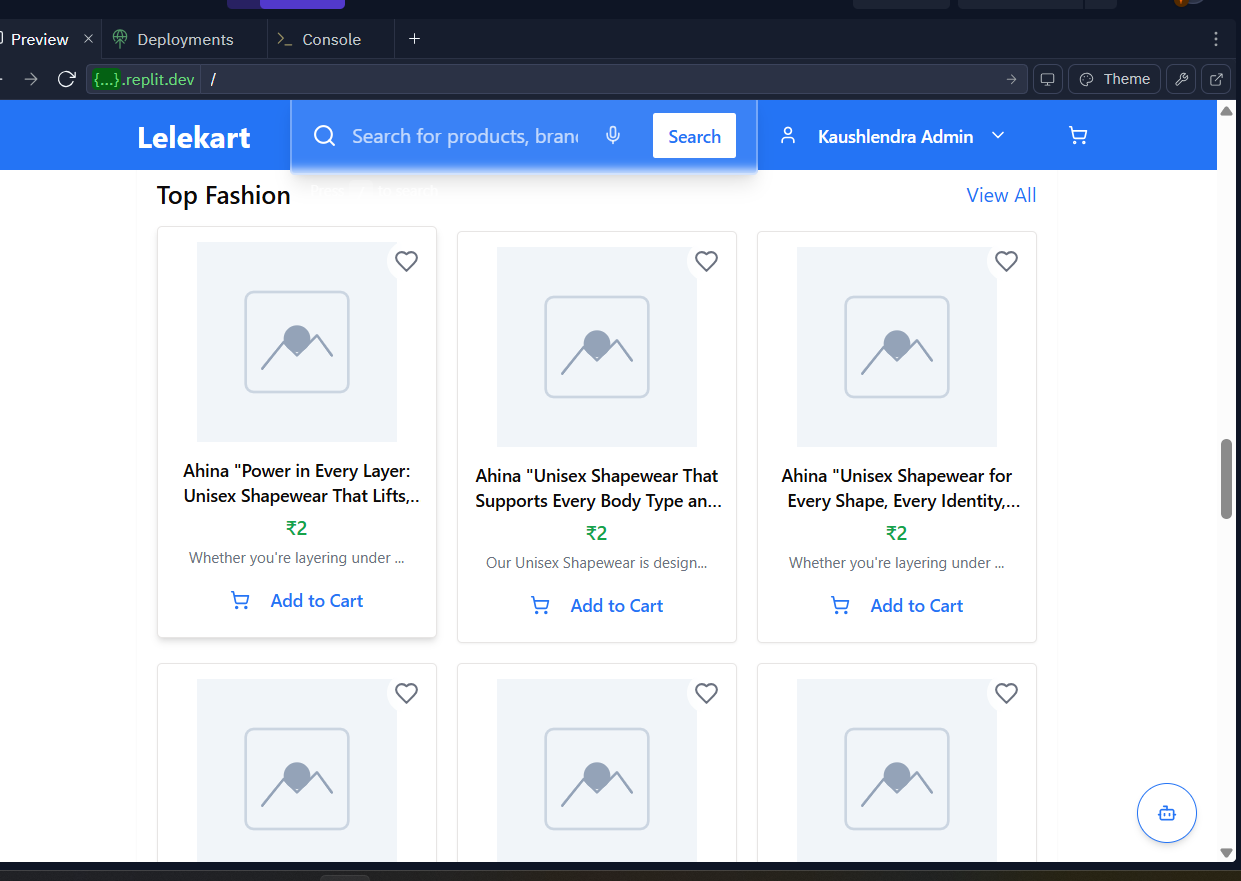 Preview
Deployments
Console
{...}.replit.dev /
Theme
Lelekart
Search for products, bran
Search
Kaushlendra Admin
Top Fashion
View All
Ahina "Power in Every Layer:
Unisex Shapewear That Lifts,..
₹2
Whether you're layering under ...
Add to Cart
Ahina "Unisex Shapewear That
Supports Every Body Type an...
₹2
Our Unisex Shapewear is design...
Add to Cart
Ahina "Unisex Shapewear for
Every Shape, Every Identity,...
₹2
Whether you're layering under ...
Add to Cart